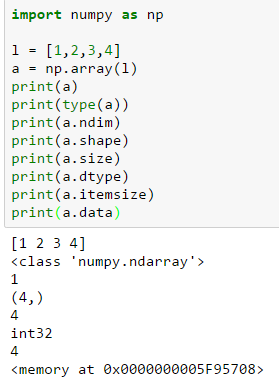 import numpy as np
l = [1,2,3,4]
a = np.array(l)
print(a)
print(type(a))
print(a.ndim)
print(a.shape)
print(a.size)
print(a.dtype)
print(a.itemsize)
print(a.data)
[1 2 3 4]
<class 'numpy.ndarray'>
1
(4,)
4
int32
4
<memory at 0x0000000005F95708>